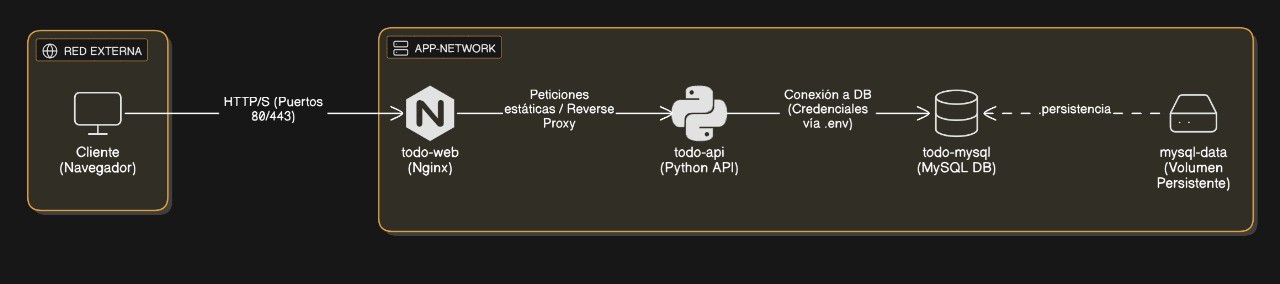 RED EXTERNA
Cliente
(Navegador)
HTTP/S (Puertos
80/443)
APP-NETWORK
N
todo-web
(Nginx)
Peticiones
estáticas / Reverse
Proxy
todo-api
(Python API)
Conexión a DB
(Credenciales
vía .env)
todo-mysql
(MySQL DB)
persistencia
mysql-data
(Volumen
Persistente)